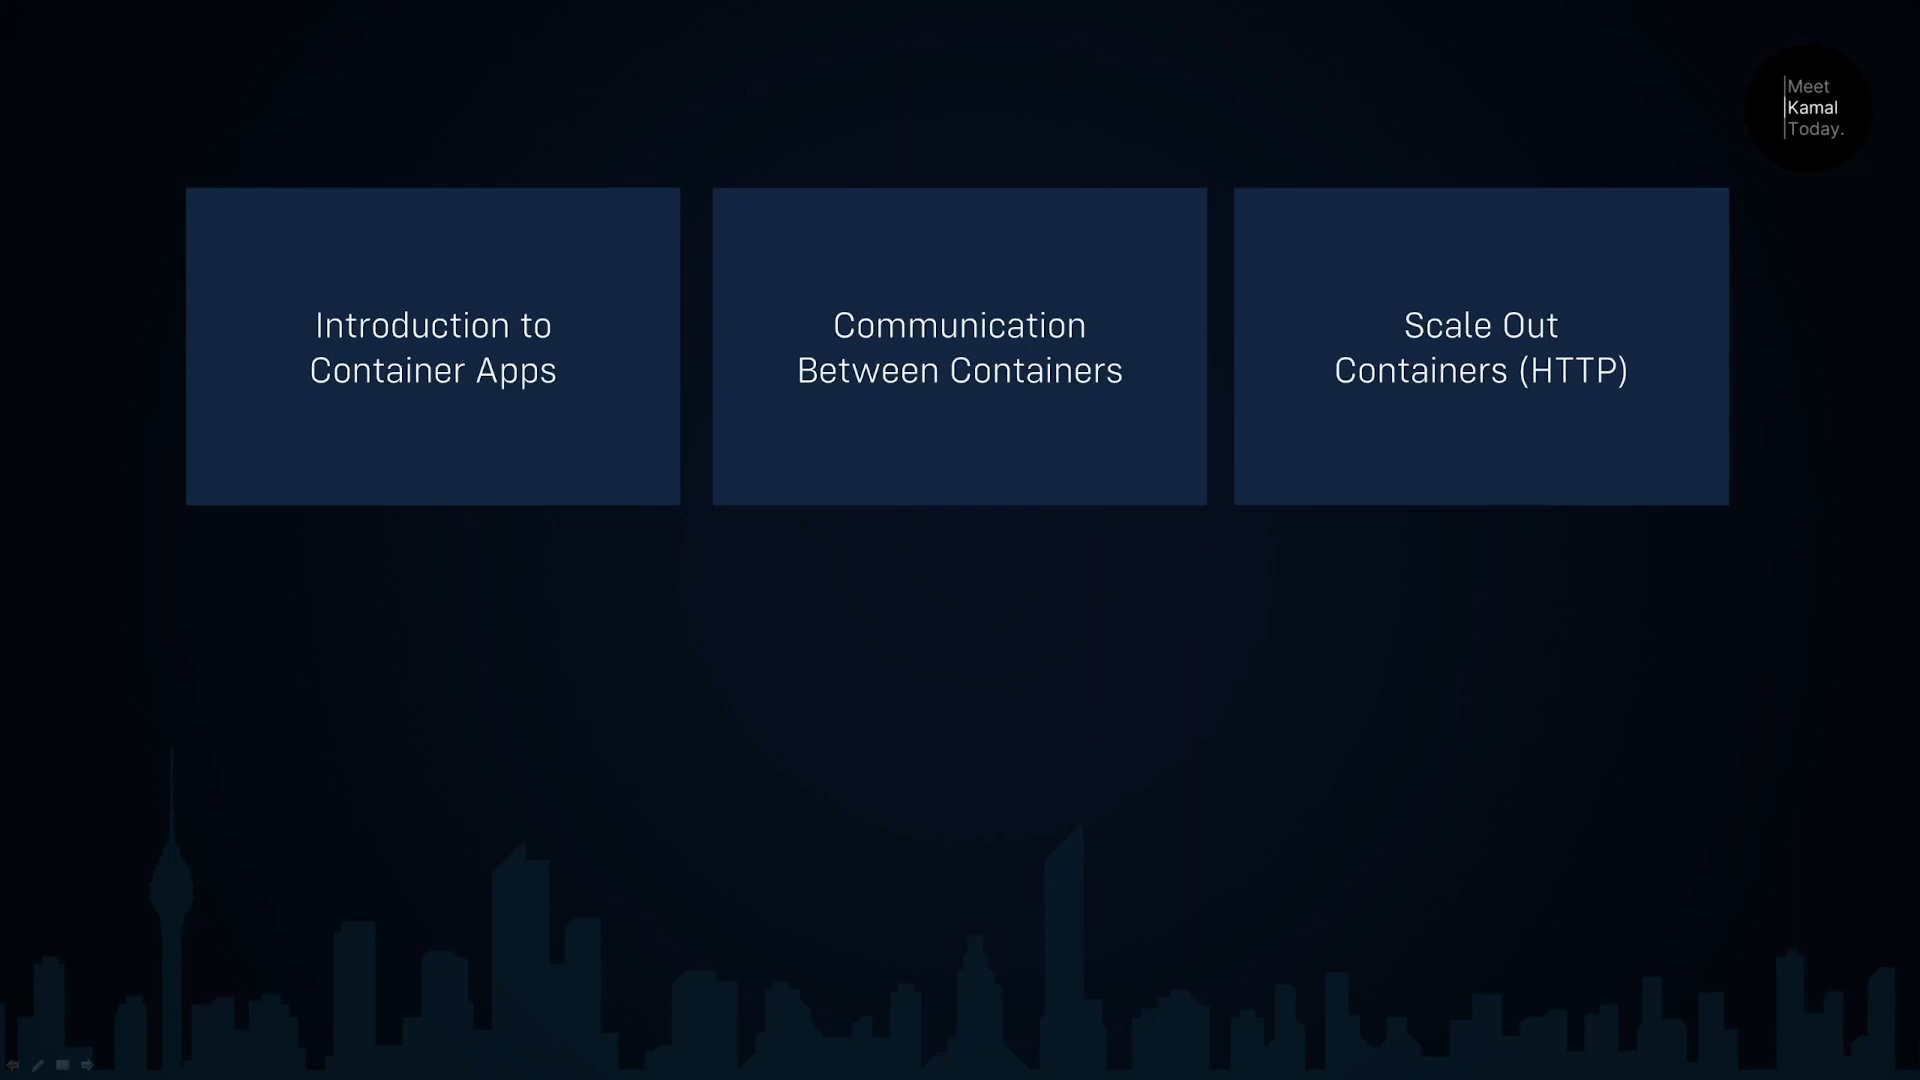 Meet
Kamal
Today.
Introduction to
Container Apps
Communication
Between Containers
Scale Out
Containers (HTTP)